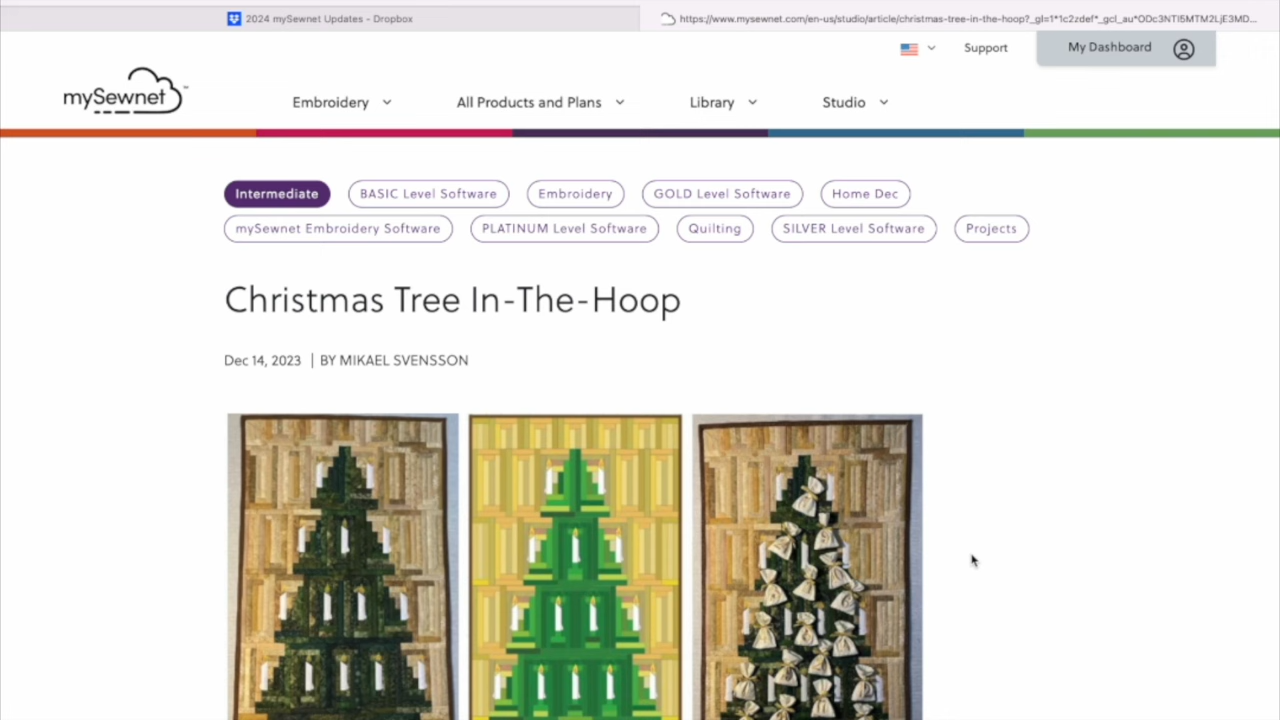 2024 mySewnet Updates - Dropbox
https://www.mysewnet.com/en-us/studio/article/christmas-tree-in-the-hoop?_gl=1*1c2zdef*_gcl_au*ODc3NTI5MTM2LjE3MD...
Support
My Dashboard
mySewnet™
Embroidery
All Products and Plans
Library
Studio
Intermediate
BASIC Level Software
Embroidery
GOLD Level Software
Home Dec
mySewnet Embroidery Software
PLATINUM Level Software
Quilting
SILVER Level Software
Projects
Christmas Tree In-The-Hoop
Dec 14, 2023 | BY MIKAEL SVENSSON